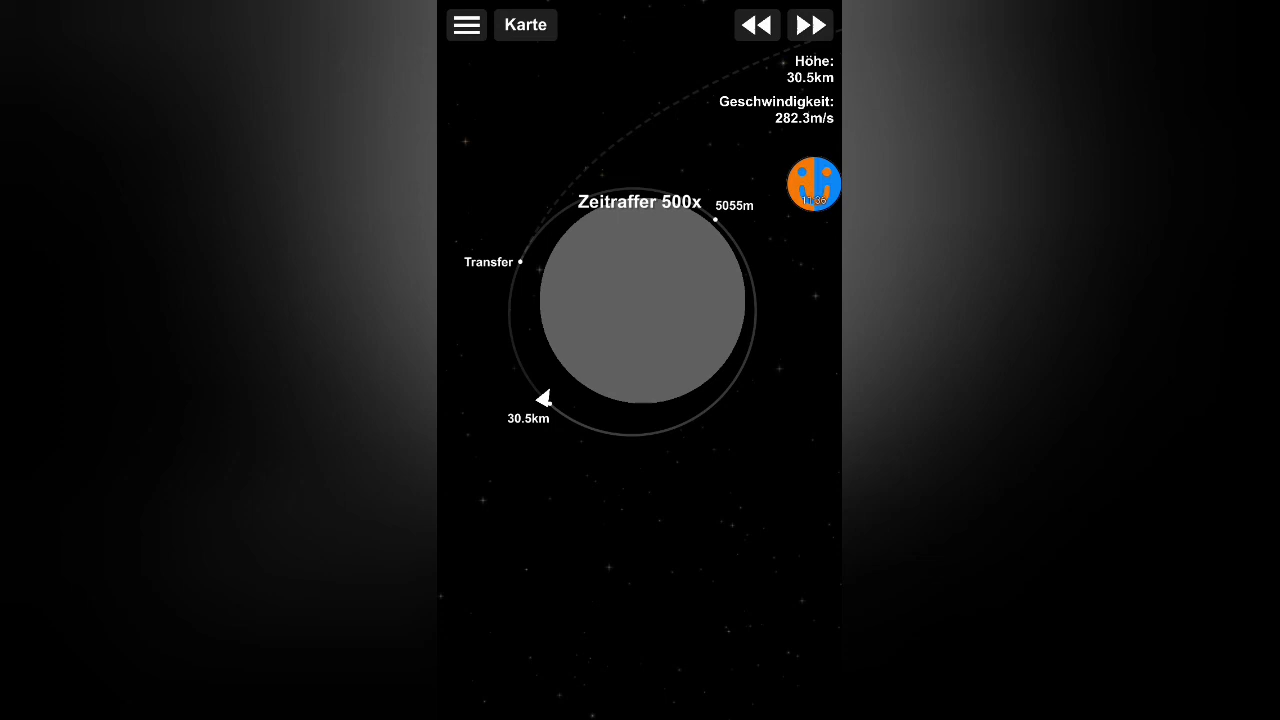 Karte
Höhe:
30.5km
Geschwindigkeit:
282.3m/s
Zeitraffer 500x
5055m
Transfer
30.5km